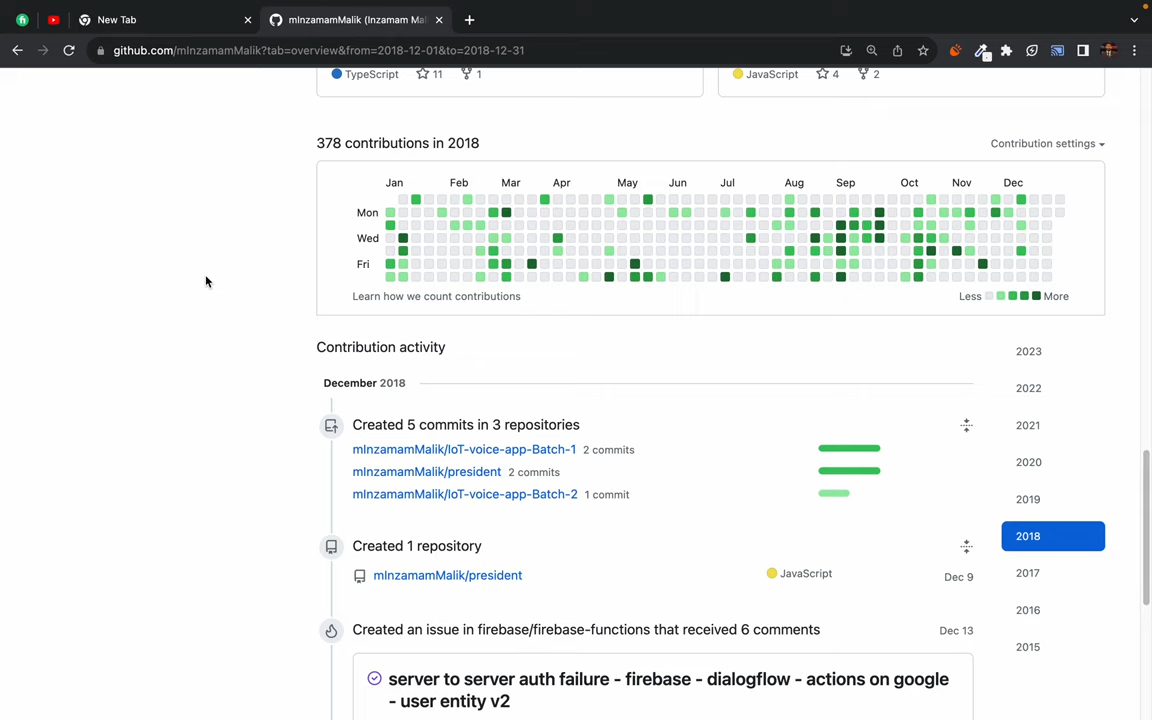 New Tab
mInzamamMalik (Inzamam Mal
github.com/mInzamamMalik?tab=overview&from=2018-12-01&to=2018-12-31
TypeScript 11 1
JavaScript 4 2
378 contributions in 2018
Contribution settings
Jan Feb Mar Apr May Jun Jul Aug Sep Oct Nov Dec
Mon
Wed
Fri
Learn how we count contributions
Less More
Contribution activity
2023
December 2018
2022
Created 5 commits in 3 repositories
2021
mInzamamMalik/IoT-voice-app-Batch-1 2 commits
mInzamamMalik/president 2 commits
2020
mInzamamMalik/IoT-voice-app-Batch-2 1 commit
2019
2018
Created 1 repository
mInzamamMalik/president
JavaScript
Dec 9
2017
2016
Created an issue in firebase/firebase-functions that received 6 comments
Dec 13
2015
server to server auth failure - firebase - dialogflow - actions on google
- user entity v2